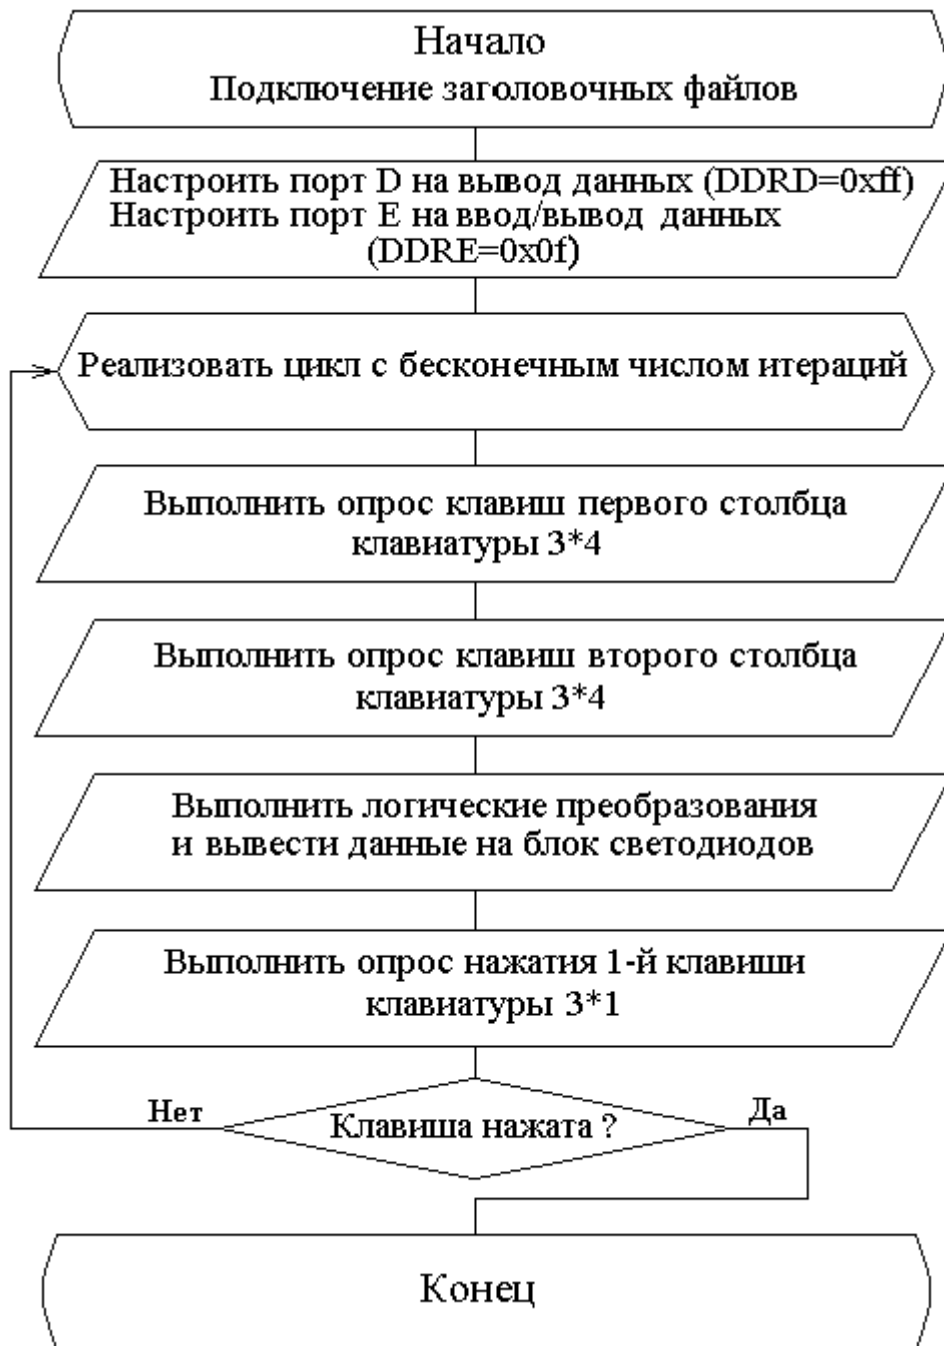 Начало
Подключение заголовочных файлов
Настроить порт D на вывод данных (DDRD=0xff)
Настроить порт E на ввод/вывод данных
(DDRE=0x0f)
Реализовать цикл с бесконечным числом итераций
Выполнить опрос клавиш первого столбца
клавиатуры 3*4
Выполнить опрос клавиш второго столбца
клавиатуры 3*4
Выполнить логические преобразования
и вывести данные на блок светодиодов
Выполнить опрос нажатия 1-й клавиши
клавиатуры 3*1
Нет
Клавиша нажата ?
Да
Конец